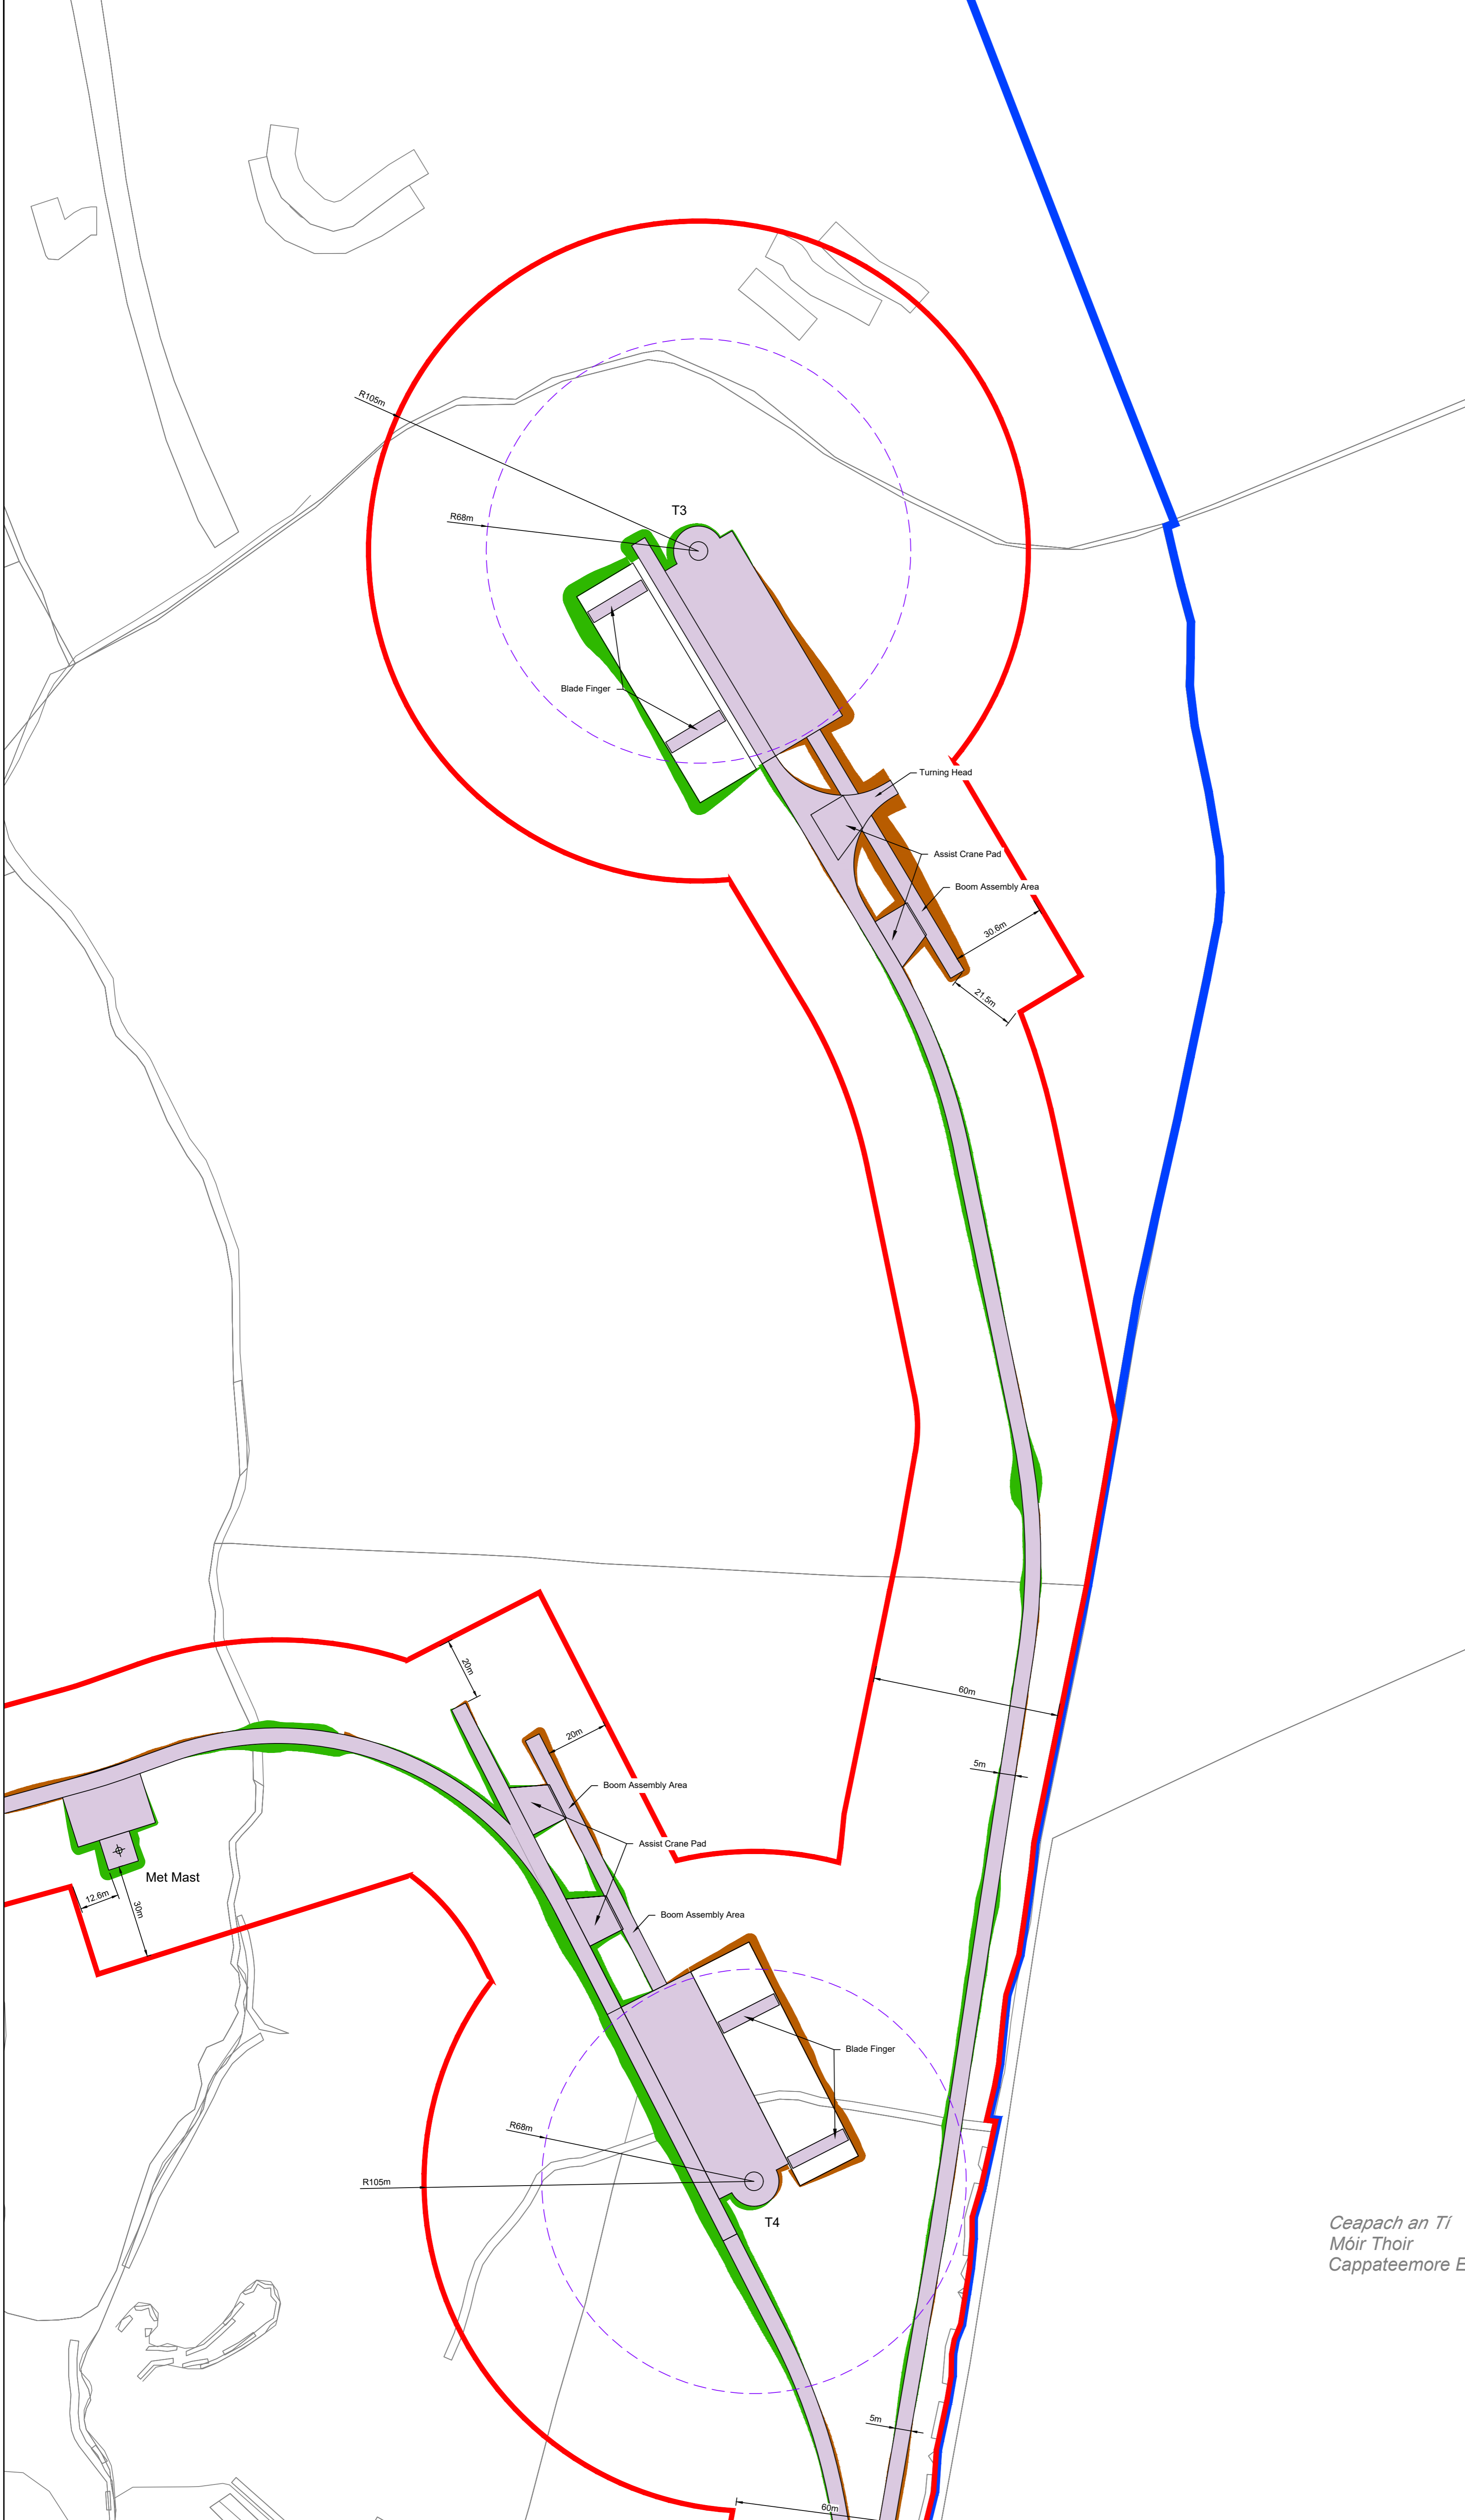 R105m
T3
R68m
Blade Finger
Turning Head
Assist Crane Pad
Boom Assembly Area
30.6m
21.5m
20m
60m
20m
5m
Boom Assembly Area
Assist Crane Pad
Met Mast
12.6m
30m
Boom Assembly Area
Blade Finger
R68m
R105m
T4
Ceapach an Tí
Móir Thoir
Cappateemore E
5m
60m